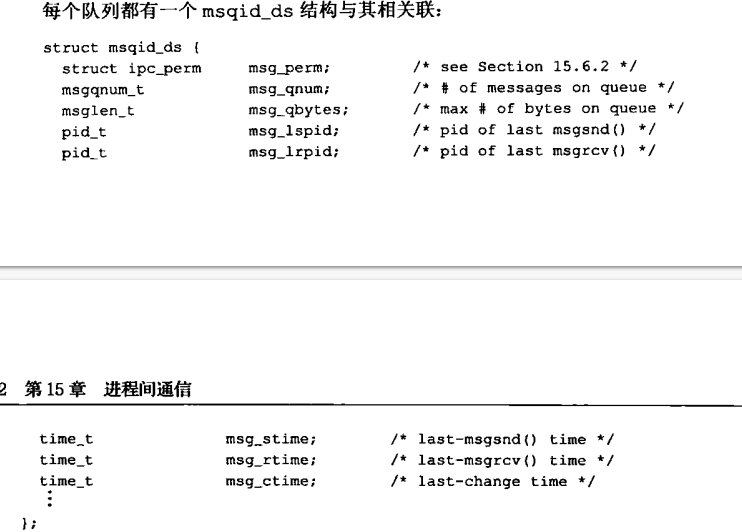 每个队列都有一个 msqid_ds 结构与其相关联:
struct msqid_ds {
struct ipc_perm msg_perm; /* see Section 15.6.2 */
msgqnum_t msg_qnum; /* # of messages on queue */
msglen_t msg_qbytes; /* max # of bytes on queue */
pid_t msg_lspid; /* pid of last msgsnd() */
pid_t msg_lrpid; /* pid of last msgrcv() */
2 第 15 章 进程间通信
time_t msg_stime; /* last-msgsnd() time */
time_t msg_rtime; /* last-msgrcv() time */
time_t msg_ctime; /* last-change time */
⋮
};